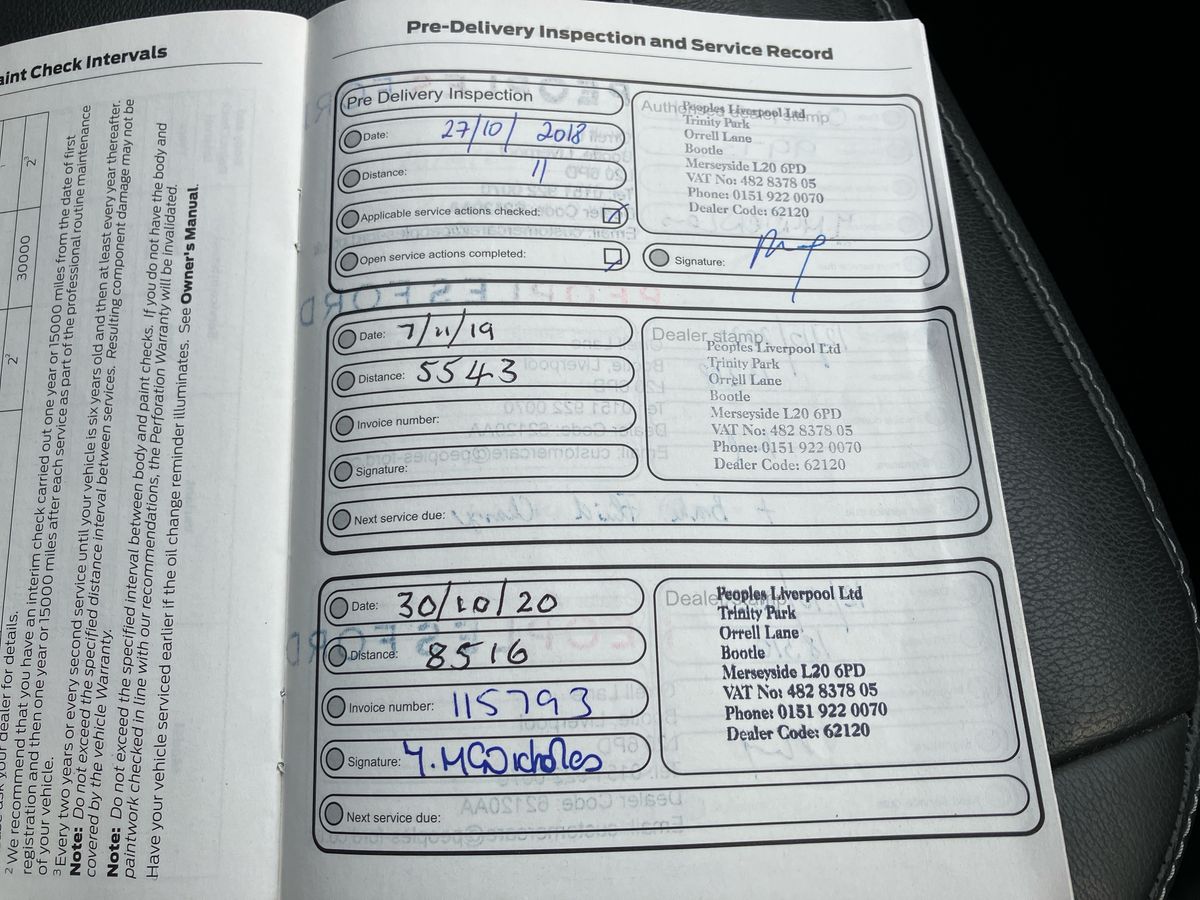 aint Check Intervals
2³
30000
2³
ask your dealer for details.
² We recommend that you have an interim check carried out one year or 15000 miles from the date of first
registration and then one year or 15000 miles after each service as part of the professional routine maintenance
of your vehicle.
³ Every two years or every second service until your vehicle is six years old and then at least every year thereafter.
Note: Do not exceed the specified distance interval between services. Resulting component damage may not be
covered by the vehicle Warranty.
Note: Do not exceed the specified interval between body and paint checks. If you do not have the body and
paintwork checked in line with our recommendations, the Perforation Warranty will be invalidated.
Have your vehicle serviced earlier if the oil change reminder illuminates. See Owner's Manual.
Pre-Delivery Inspection and Service Record
Pre Delivery Inspection
Date: 27/10/ 2018
Distance: 11
Applicable service actions checked:
Open service actions completed:
Authorised dealer stamp
Peoples Liverpool Ltd
Trinity Park
Orrell Lane
Bootle
Merseyside L20 6PD
VAT No: 482 8378 05
Phone: 0151 922 0070
Dealer Code: 62120
Signature:
Date: 7/11/19
Distance: 5543
Invoice number:
Signature:
Next service due:
Dealer stamp
Peoples Liverpool Ltd
Trinity Park
Orrell Lane
Bootle
Merseyside L20 6PD
VAT No: 482 8378 05
Phone: 0151 922 0070
Dealer Code: 62120
Date: 30/10/20
Distance: 8516
Invoice number: 115793
Signature:
Next service due:
Dealer stamp
Peoples Liverpool Ltd
Trinity Park
Orrell Lane
Bootle
Merseyside L20 6PD
VAT No: 482 8378 05
Phone: 0151 922 0070
Dealer Code: 62120